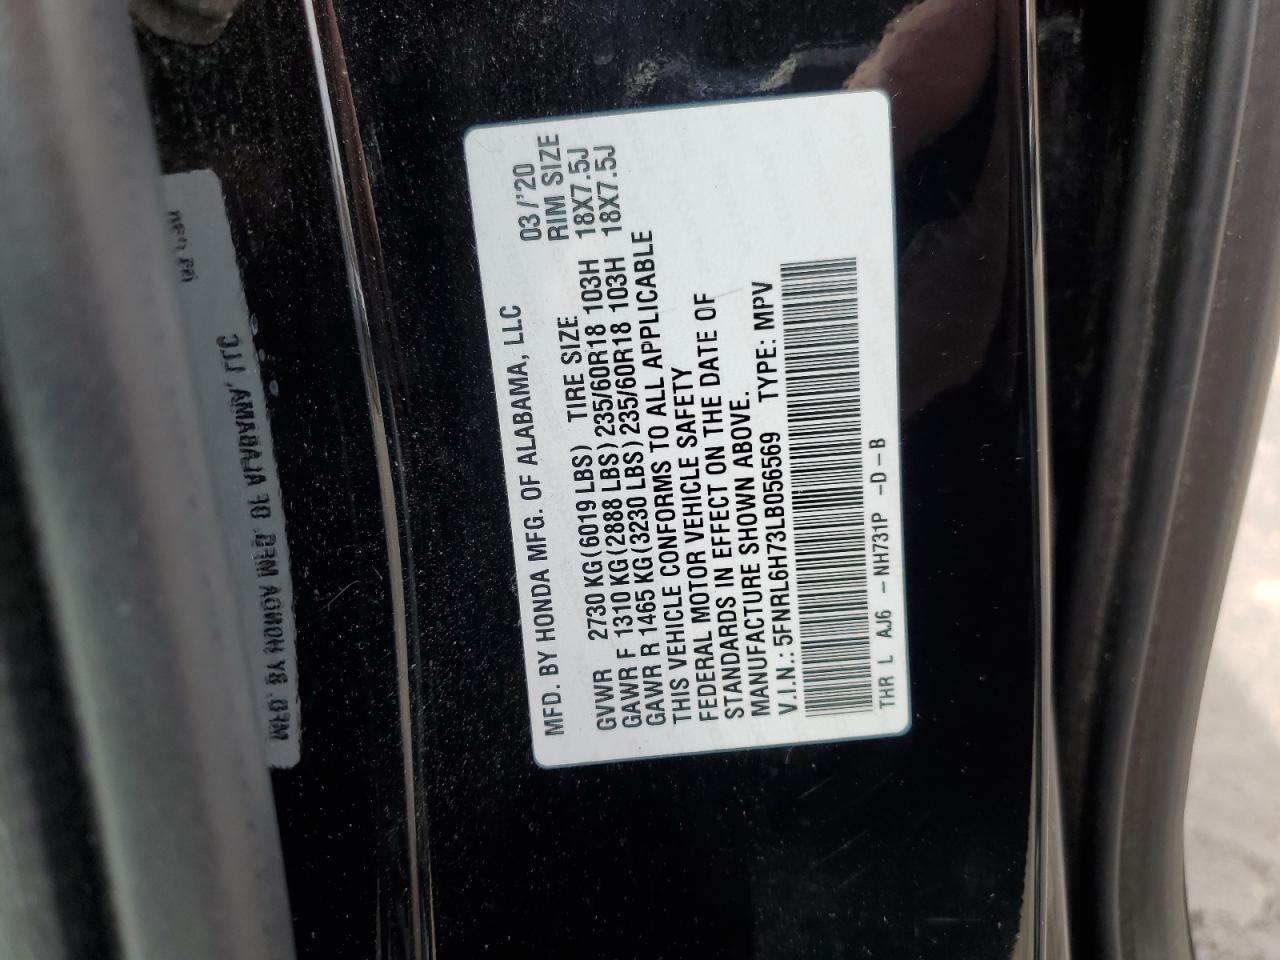 MFD. BY HONDA MFG. OF ALABAMA, LLC 03/'20
GVWR 2730 KG(6019 LBS) TIRE SIZE RIM SIZE
GAWR F 1310 KG(2888 LBS) 235/60R18 103H 18X7.5J
GAWR R 1465 KG(3230 LBS) 235/60R18 103H 18X7.5J
THIS VEHICLE CONFORMS TO ALL APPLICABLE
FEDERAL MOTOR VEHICLE SAFETY
STANDARDS IN EFFECT ON THE DATE OF
MANUFACTURE SHOWN ABOVE.
V.I.N.: 5FNRL6H73LB056569 TYPE: MPV
THR L AJ6 - NH731P - D - B